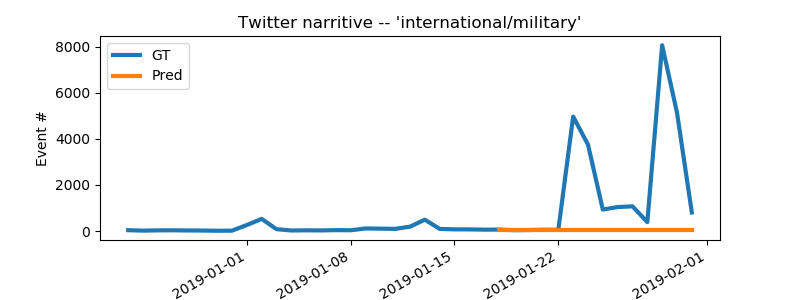 Twitter narritive -- 'international/military'
GT
Pred
Event #
8000
6000
4000
2000
0
2019-01-01
2019-01-08
2019-01-15
2019-01-22
2019-02-01